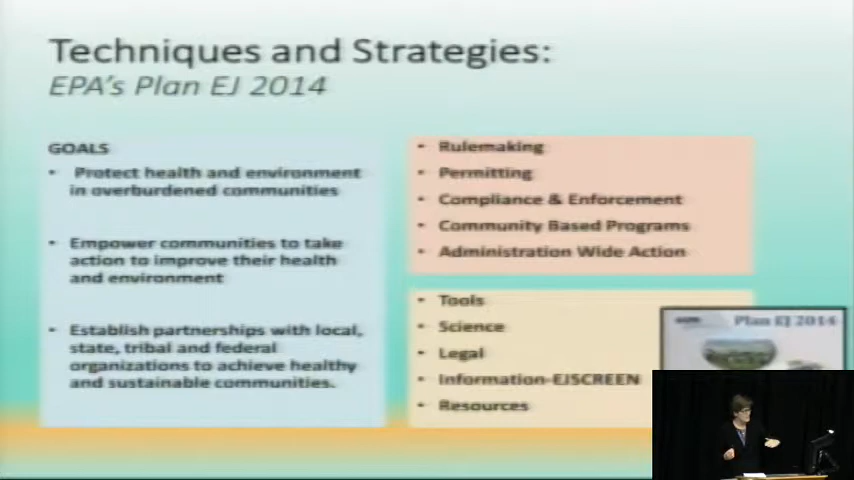 Techniques and Strategies:
EPA's Plan EJ 2014
GOALS
• Protect health and environment
in overburdened communities
• Empower communities to take
action to improve their health
and environment
• Establish partnerships with local,
state, tribal and federal
organizations to achieve healthy
and sustainable communities.
• Rulemaking
• Permitting
• Compliance & Enforcement
• Community Based Programs
• Administration Wide Action
• Tools
• Science
• Legal
• Information-EJSCREEN
• Resources
Plan EJ 2014